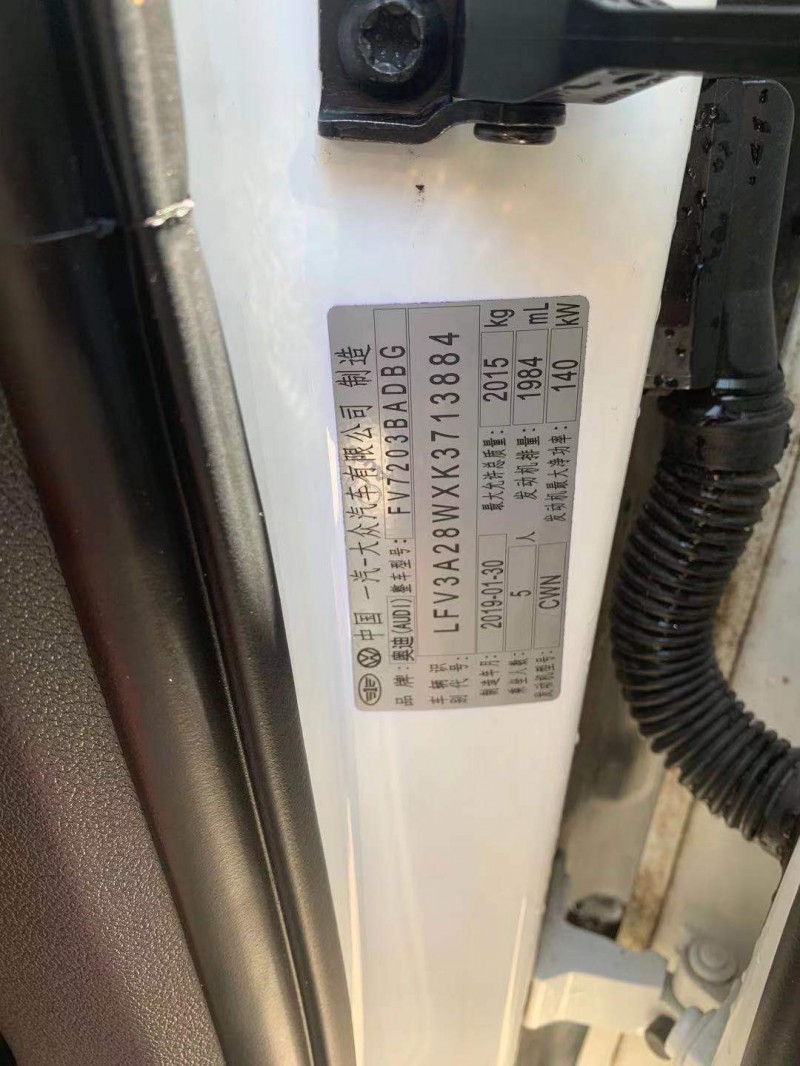 中国 一汽-大众汽车有限公司 制造
品牌：奥迪(AUDI) 整车型号：FV7203BADBG
车辆识别代号：LFV3A28WXK3713884
制造年月：2019-01-30 最大允许总质量：2015 kg
乘坐人数：5 人 发动机排量：1984 mL
发动机型号：CWN 发动机最大净功率：140 kW